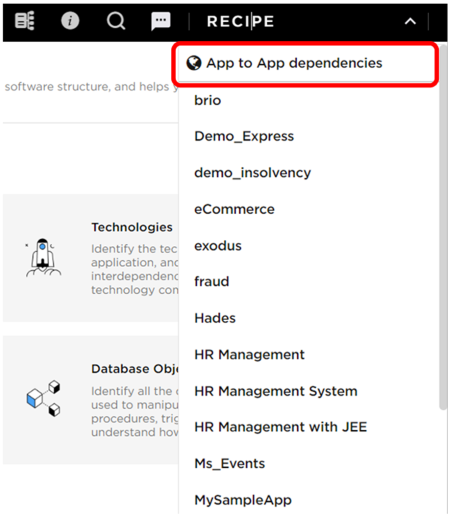 RECIPE
App to App dependencies
software structure, and helps
brio
Demo_Express
demo_insolvency
eCommerce
exodus
Technologies
Identify the tec
application, and
interdependenc
technology con
fraud
Hades
HR Management
Database Obje
Identify all the
used to manipu
procedures, trig
understand how
HR Management System
HR Management with JEE
Ms_Events
MySampleApp